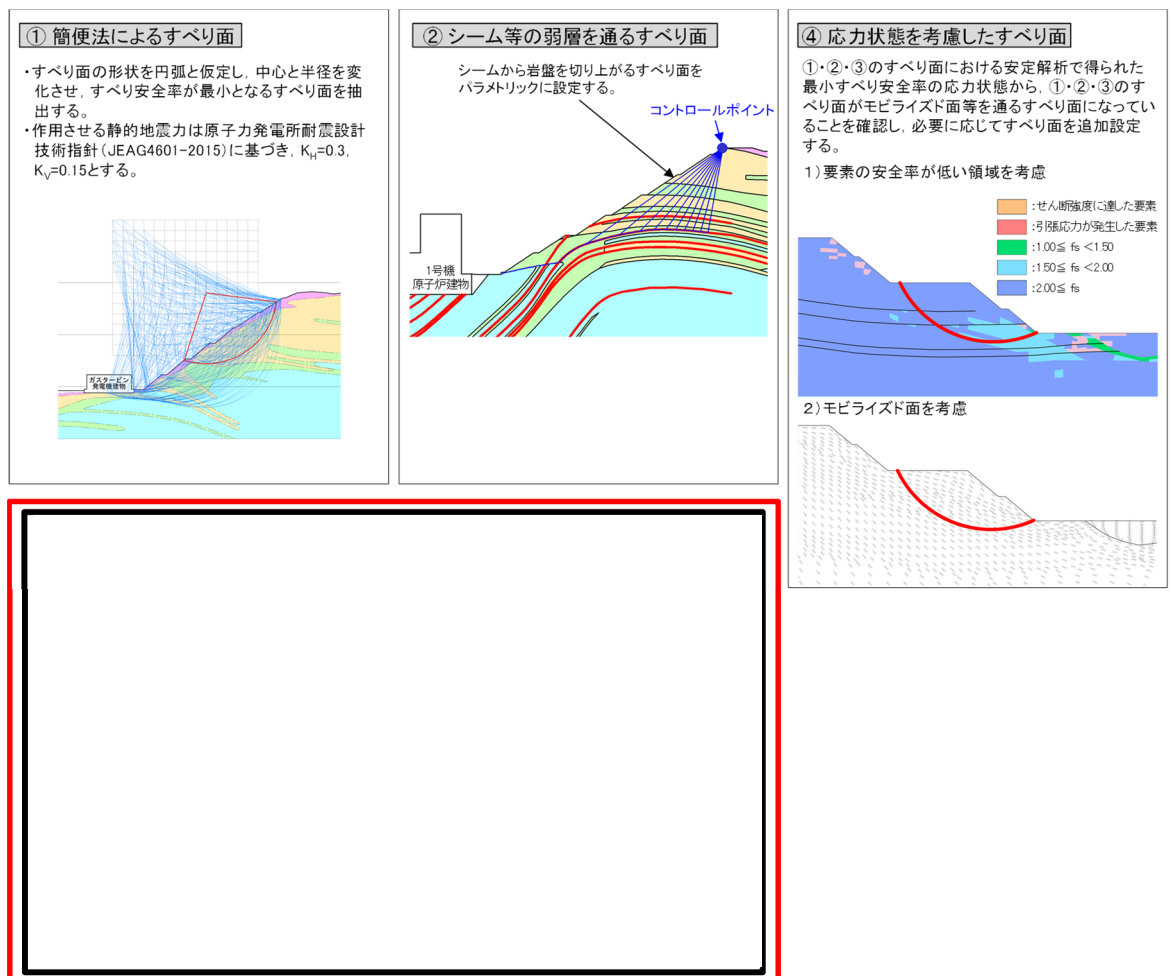 ① 簡便法によるすべり面
・すべり面の形状を円弧と仮定し，中心と半径を変
化させ，すべり安全率が最小となるすべり面を抽
出する。
・作用させる静的地震力は原子力発電所耐震設計
技術指針（JEAG4601-2015）に基づき，KH=0.3，
KV=0.15とする。
ガスタービン
発電機建物
② シーム等の弱層を通るすべり面
シームから岩盤を切り上がるすべり面を
パラメトリックに設定する。
コントロールポイント
1号機
原子炉建物
④ 応力状態を考慮したすべり面
①・②・③のすべり面における安定解析で得られた
最小すべり安全率の応力状態から，①・②・③のす
べり面がモビライズド面等を通るすべり面になってい
ることを確認し，必要に応じてすべり面を追加設定
する。
1）要素の安全率が低い領域を考慮
：せん断強度に達した要素
：引張応力が発生した要素
：1.00≦ fs ＜1.50
：1.50≦ fs ＜2.00
：2.00≦ fs
2）モビライズド面を考慮